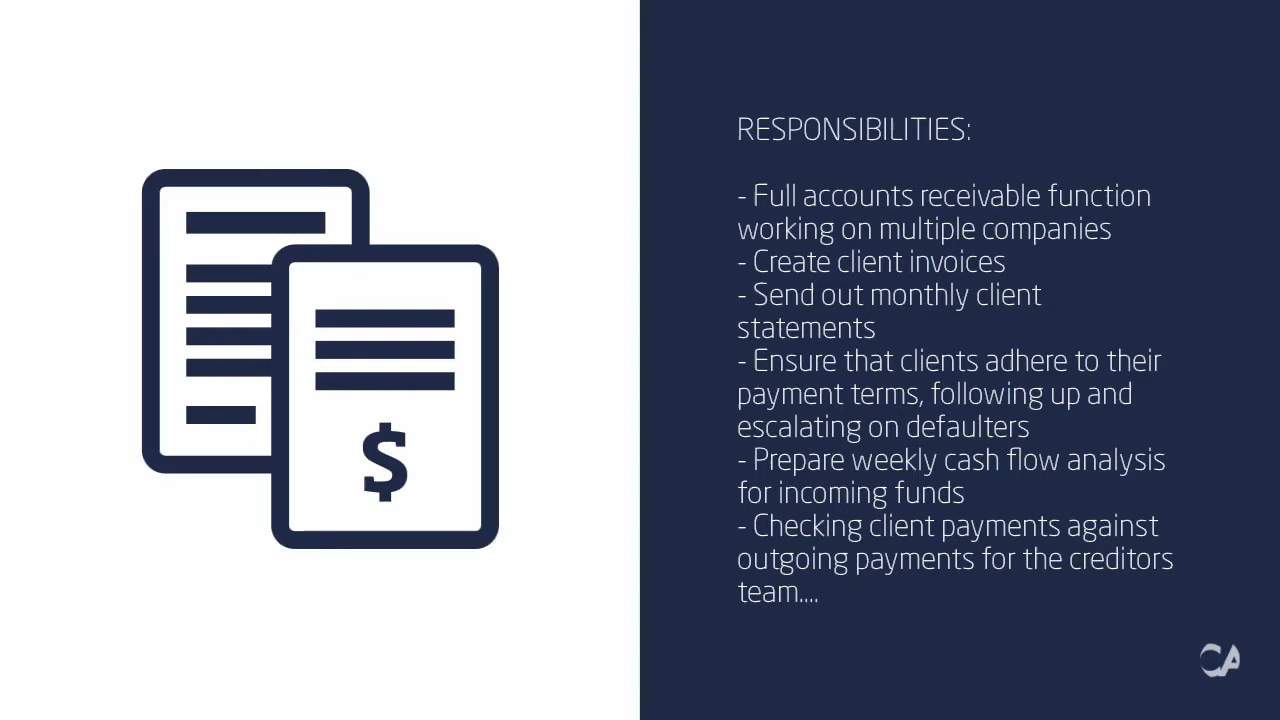 RESPONSIBILITIES:
- Full accounts receivable function
working on multiple companies
- Create client invoices
- Send out monthly client
statements
- Ensure that clients adhere to their
payment terms, following up and
escalating on defaulters
- Prepare weekly cash flow analysis
for incoming funds
- Checking client payments against
outgoing payments for the creditors
team....
$
CA